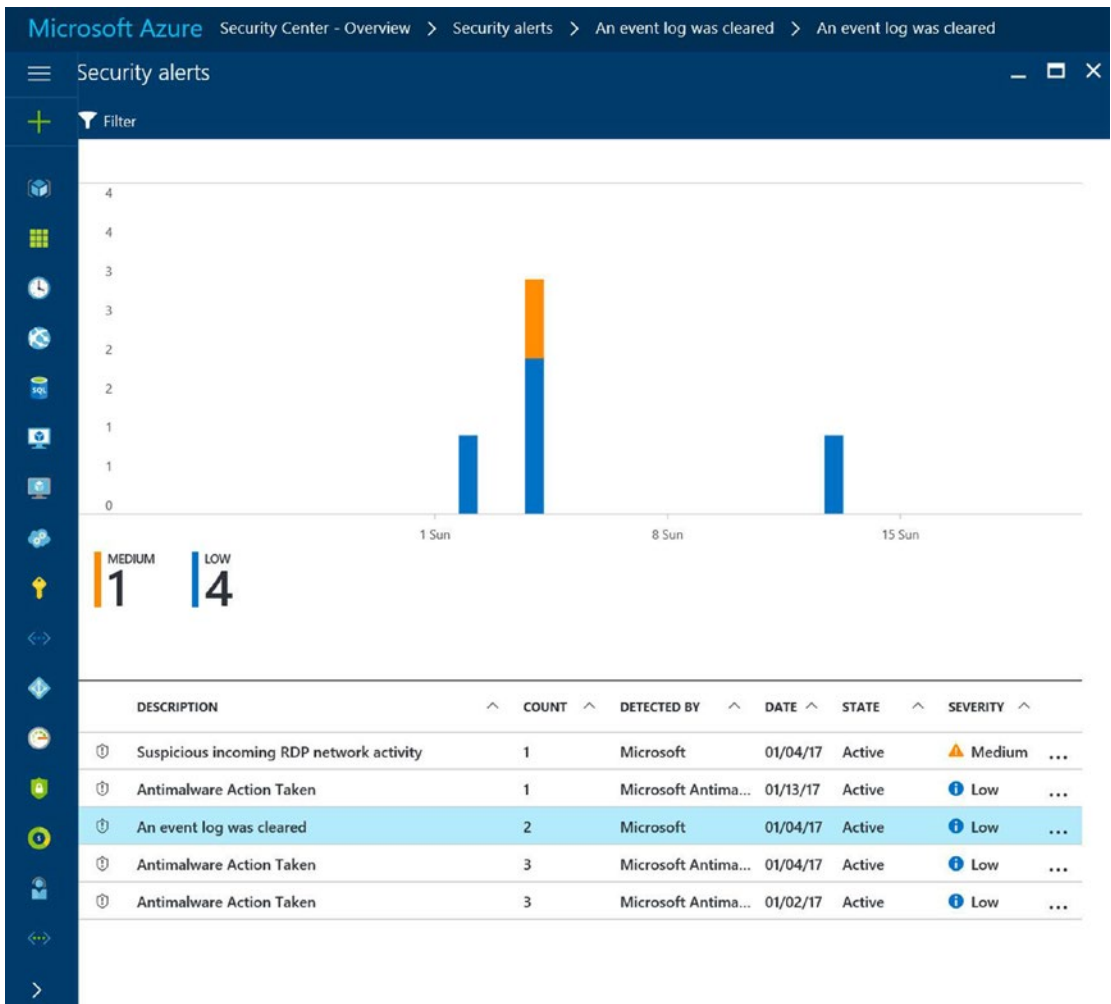 Microsoft Azure Security Center - Overview > Security alerts > An event log was cleared > An event log was cleared
Security alerts
Filter
4
4
3
3
2
2
1
1
0
1 Sun 8 Sun 15 Sun
MEDIUM LOW
1 4
DESCRIPTION COUNT DETECTED BY DATE STATE SEVERITY
Suspicious incoming RDP network activity 1 Microsoft 01/04/17 Active Medium ...
Antimalware Action Taken 1 Microsoft Antima... 01/13/17 Active Low ...
An event log was cleared 2 Microsoft 01/04/17 Active Low ...
Antimalware Action Taken 3 Microsoft Antima... 01/04/17 Active Low ...
Antimalware Action Taken 3 Microsoft Antima... 01/02/17 Active Low ...
SQL